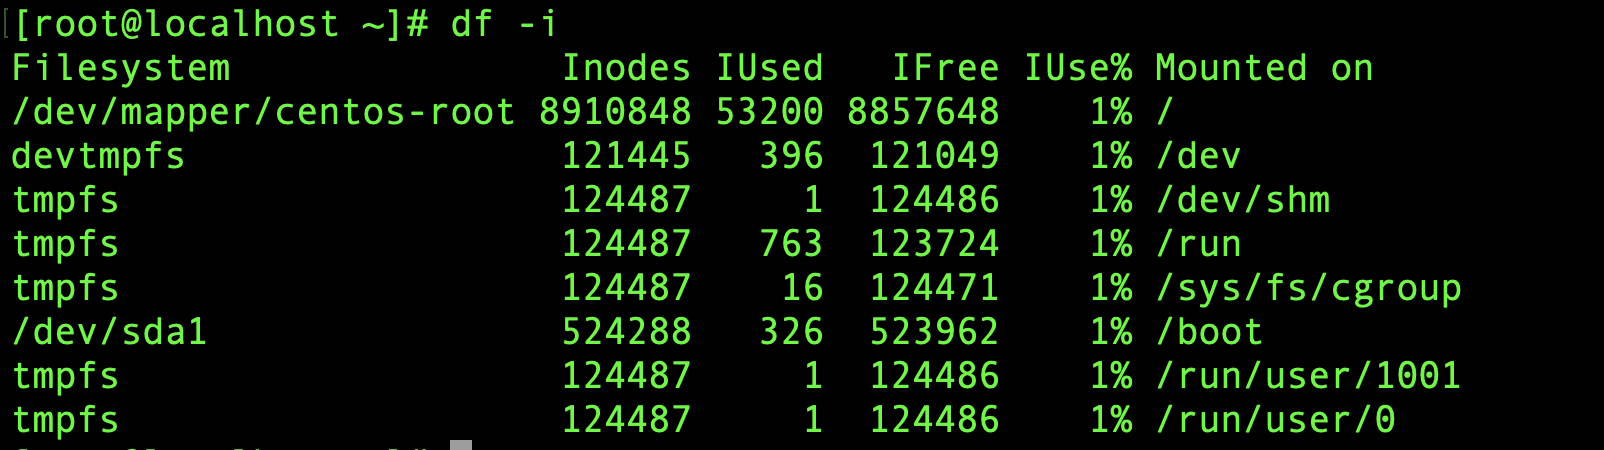 [root@localhost ~]# df -i
Filesystem Inodes IUsed IFree IUse% Mounted on
/dev/mapper/centos-root 8910848 53200 8857648 1% /
devtmpfs 121445 396 121049 1% /dev
tmpfs 124487 1 124486 1% /dev/shm
tmpfs 124487 763 123724 1% /run
tmpfs 124487 16 124471 1% /sys/fs/cgroup
/dev/sda1 524288 326 523962 1% /boot
tmpfs 124487 1 124486 1% /run/user/1001
tmpfs 124487 1 124486 1% /run/user/0